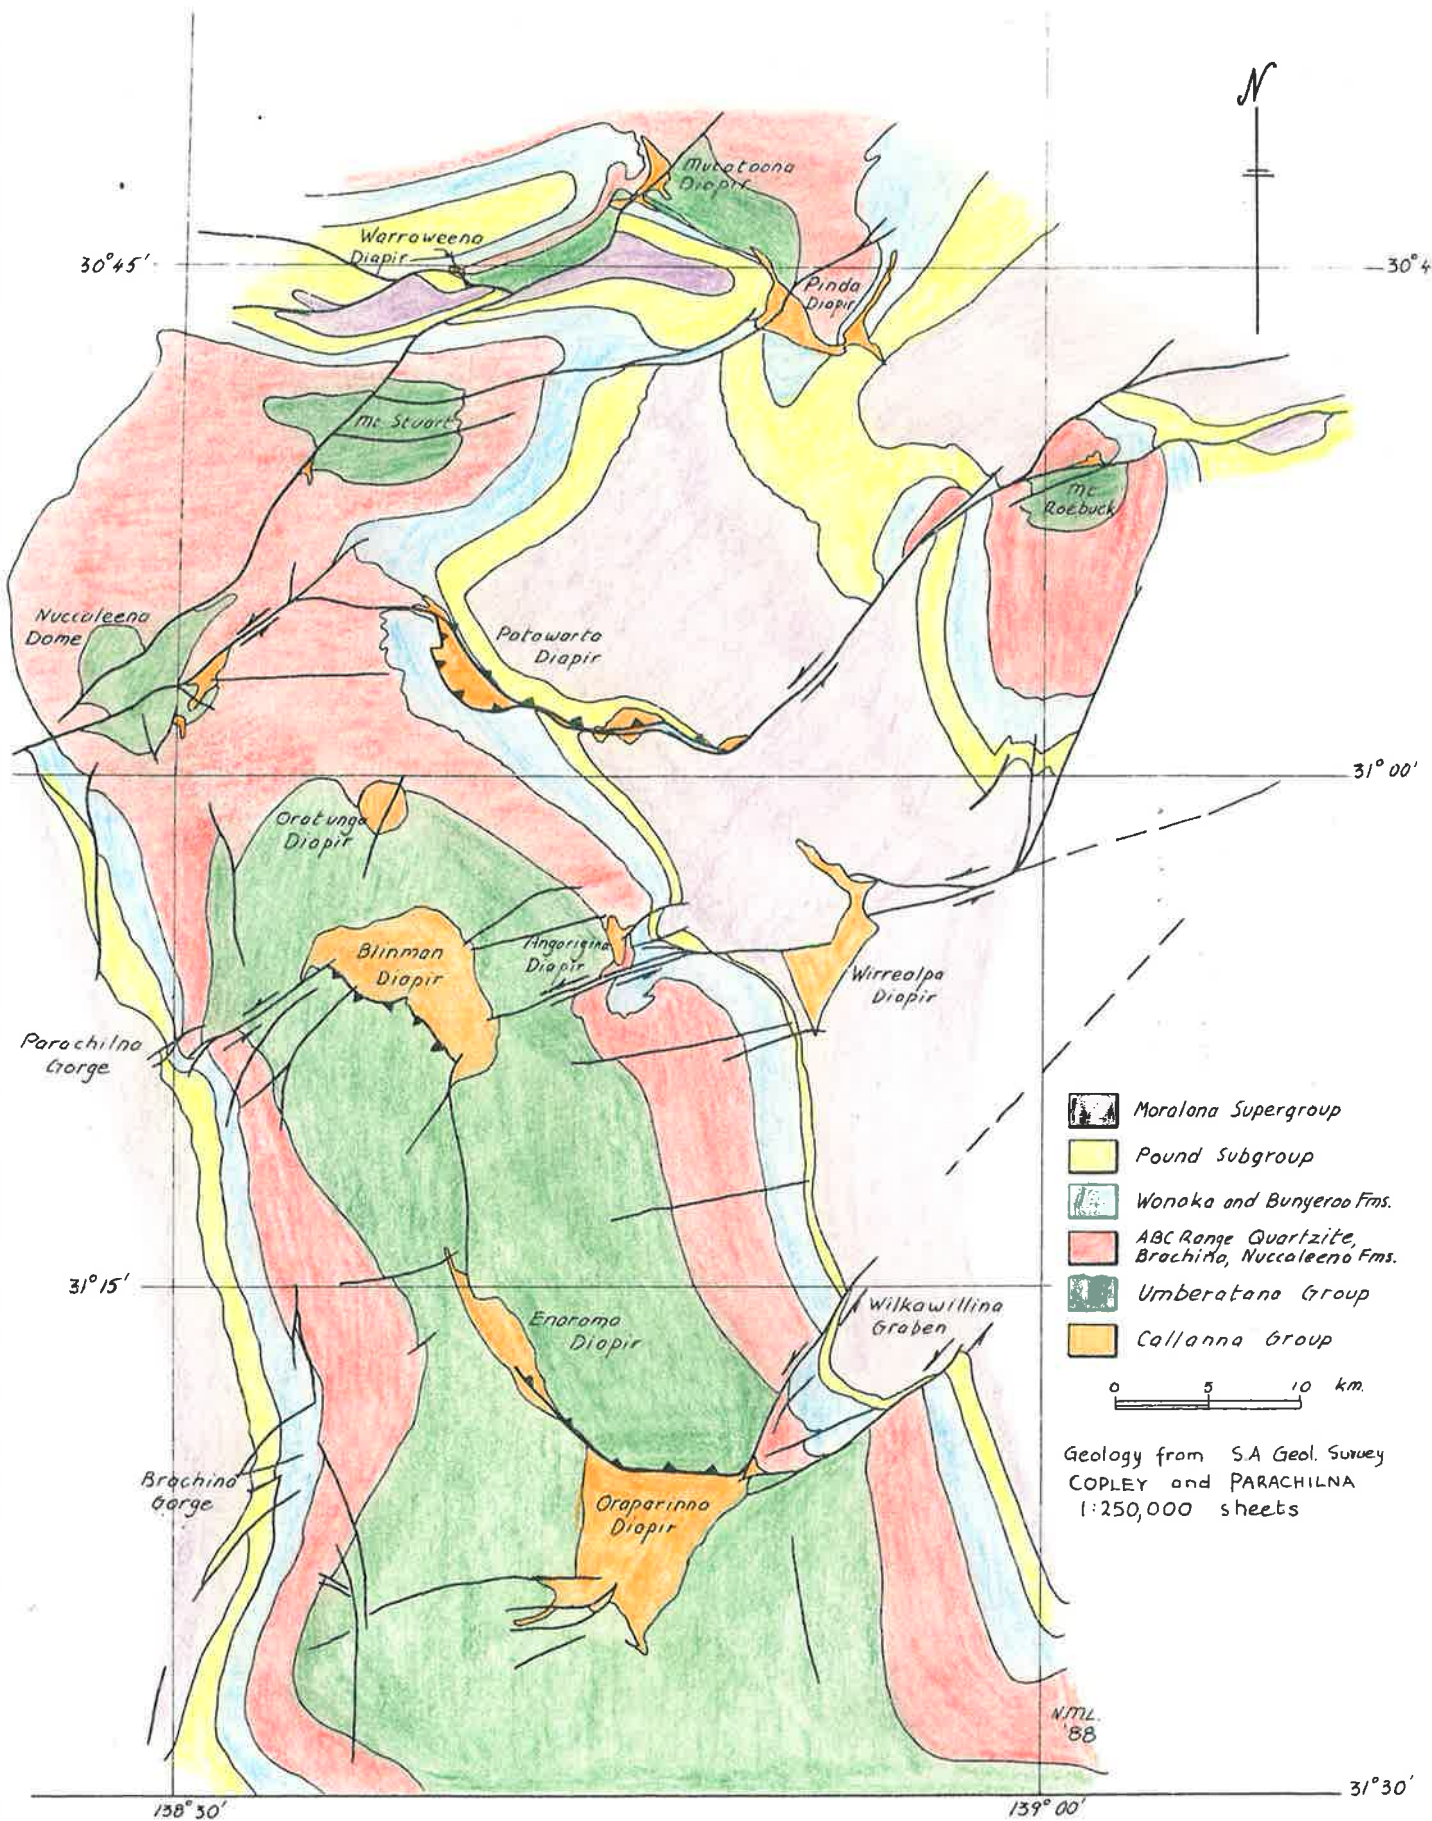 N
Mucatoona
Diapir
Warraweena
Diapir
30°45'
30°4
Pinda
Diapir
Mt Stuart
Mt
Roebuck
Nuccaleena
Dome
Patawarta
Diapir
31°00'
Oratunga
Diapir
Blinman
Diapir
Angorigina
Diapir
Wirrealpa
Diapir
Parachilna
Gorge
Moralana Supergroup
Pound Subgroup
Wonoka and Bunyeroo Fms.
ABC Range Quartzite,
Brachina, Nuccaleena Fms.
Umberatana Group
Callanna Group
0 5 10 km.
31°15'
Enorama
Diapir
Wilkawillina
Graben
Geology from S.A Geol. Survey
COPLEY and PARACHILNA
1:250,000 sheets
Brachina
Gorge
Oraparinna
Diapir
N.M.L.
'88
31°30'
138°30'
139°00'